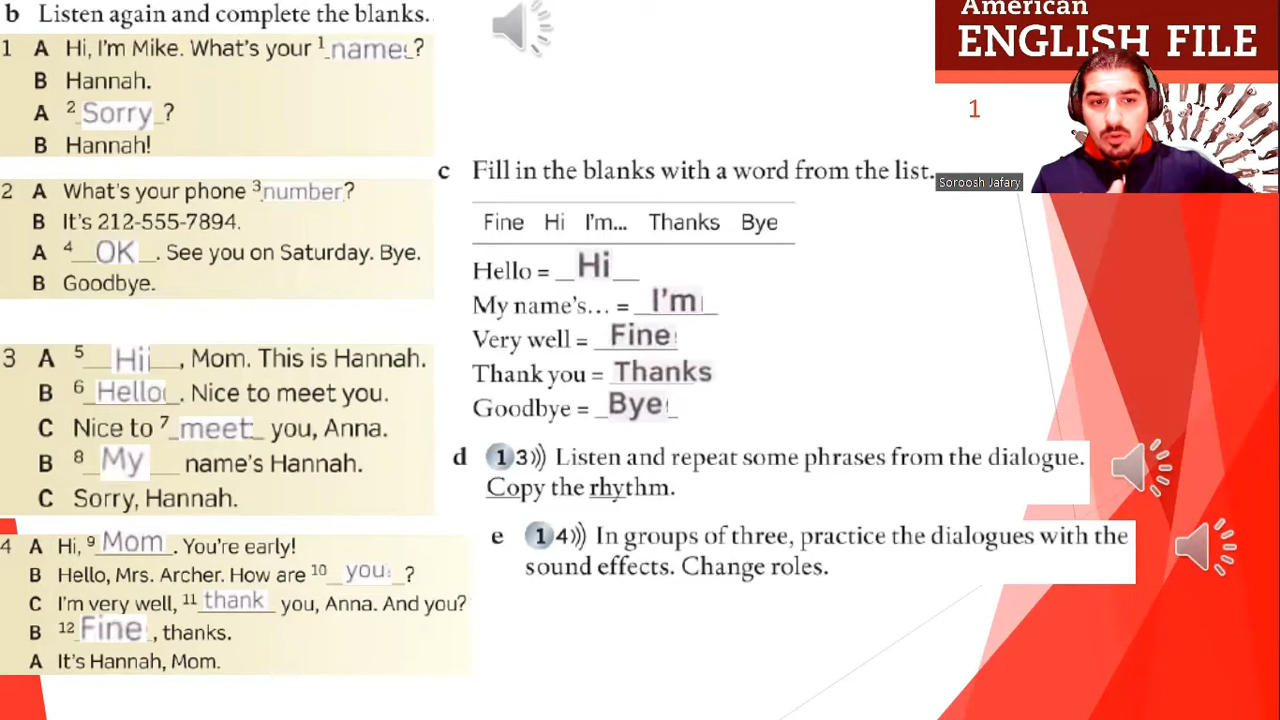 b Listen again and complete the blanks.
1 A Hi, I'm Mike. What's your 1 name ?
B Hannah.
A 2 Sorry ?
B Hannah!
2 A What's your phone 3 number ?
B It's 212-555-7894.
A 4 OK . See you on Saturday. Bye.
B Goodbye.
3 A 5 Hi , Mom. This is Hannah.
B 6 Hello . Nice to meet you.
C Nice to 7 meet you, Anna.
B 8 My name's Hannah.
C Sorry, Hannah.
4 A Hi, 9 Mom . You're early!
B Hello, Mrs. Archer. How are 10 you ?
C I'm very well, 11 thank you, Anna. And you?
B 12 Fine , thanks.
A It's Hannah, Mom.
c Fill in the blanks with a word from the list.
Fine Hi I'm... Thanks Bye
Hello = Hi
My name's... = I'm
Very well = Fine
Thank you = Thanks
Goodbye = Bye
d 1 3 Listen and repeat some phrases from the dialogue.
Copy the rhythm.
e 1 4 In groups of three, practice the dialogues with the
sound effects. Change roles.
American
ENGLISH FILE
1
Soroosh Jafary